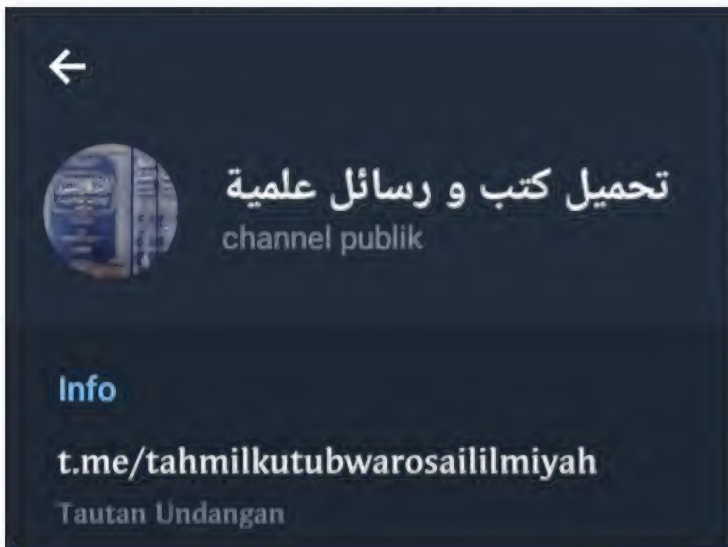 تحميل كتب و رسائل علمية
channel publik
Info
t.me/tahmilkutubwarosaililmiyah
Tautan Undangan